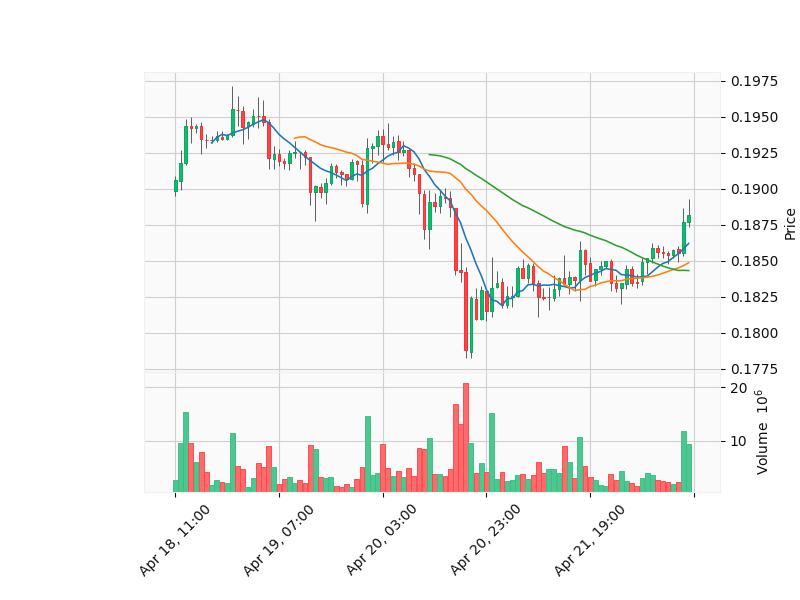 0.1975
0.1950
0.1925
0.1900
0.1875
0.1850
0.1825
0.1800
0.1775
Price
20
10
Volume 10^6
Apr 18, 11:00
Apr 19, 07:00
Apr 20, 03:00
Apr 20, 23:00
Apr 21, 19:00